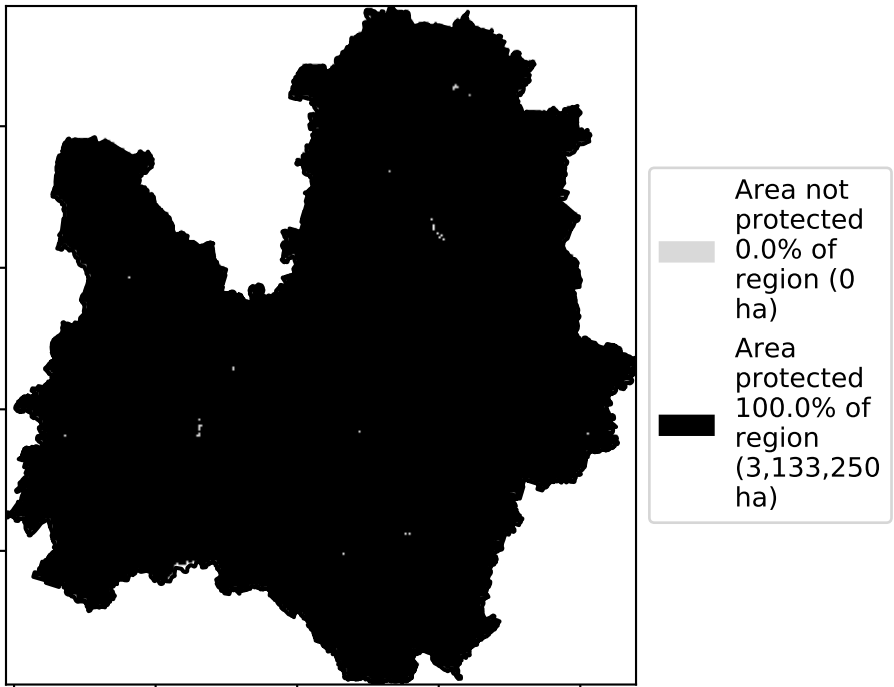 Area not
protected
0.0% of
region (0
ha)
Area
protected
100.0% of
region
(3,133,250
ha)